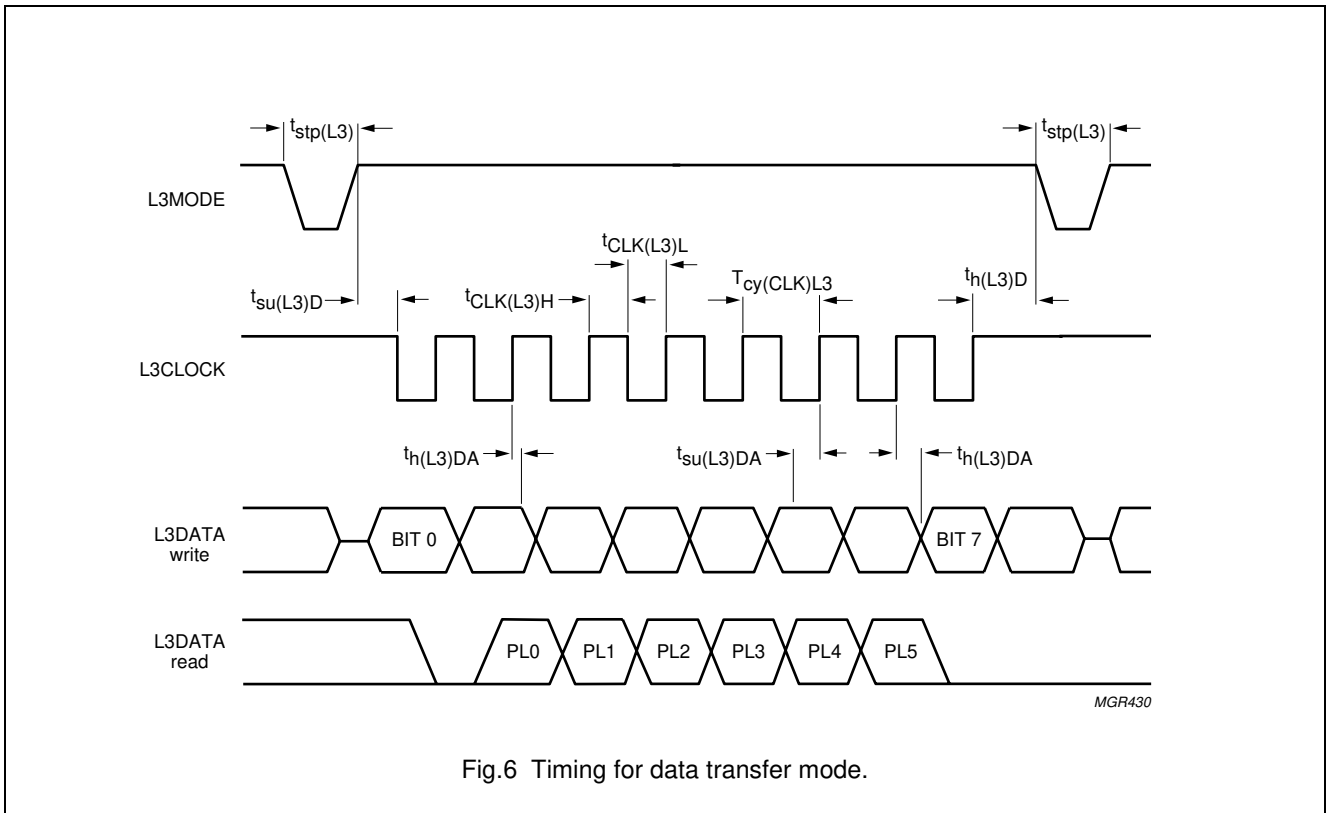 tstp(L3) tstp(L3)
L3MODE
tCLK(L3)L
tsu(L3)D tCLK(L3)H Tcy(CLK)L3 th(L3)D
L3CLOCK
th(L3)DA tsu(L3)DA th(L3)DA
L3DATA
write
BIT 0 BIT 7
L3DATA
read
PL0 PL1 PL2 PL3 PL4 PL5
MGR430
Fig.6 Timing for data transfer mode.